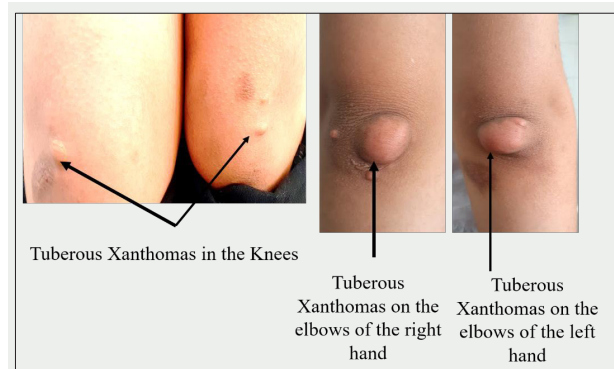 Tuberous Xanthomas in the Knees
Tuberous
Xanthomas on the
elbows of the right
hand
Tuberous
Xanthomas on the
elbows of the left
hand